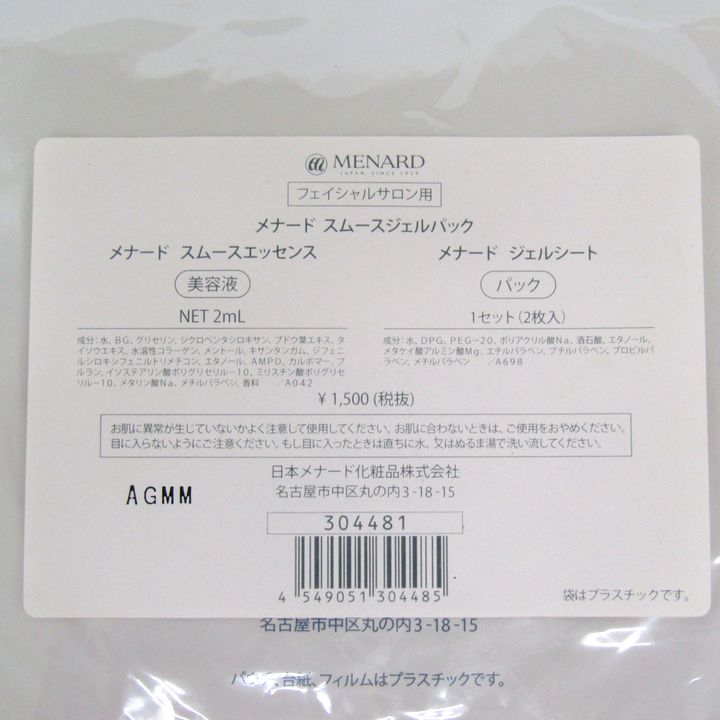 MENARD
JAPAN, SINCE 1959
フェイシャルサロン用
メナード スムースジェルパック
メナード スムースエッセンス
美容液
NET 2mL
成分：水、BG、グリセリン、シクロペンタシロキサン、ブドウ葉エキス、タ
イソウエキス、水溶性コラーゲン、メントール、キサンタンガム、ジフェニ
ルシロキシフェニルトリメチコン、エタノール、AMPD、カルボマー、プ
ルラン、イソステアリン酸ポリグリセリル－10、ミリスチン酸ポリグリセ
リル－10、メタリン酸Na、メチルパラベン、香料 ／A042
メナード ジェルシート
パック
1セット（2枚入）
成分：水、DPG、PEG－20、ポリアクリル酸Na、酒石酸、エタノール、
メタケイ酸アルミン酸Mg、エチルパラベン、ブチルパラベン、プロピルパ
ラベン、メチルパラベン ／A698
¥ 1,500（税抜）
お肌に異常が生じていないかよく注意して使用してください。お肌に合わないときは、ご使用をおやめください。
目に入らないようにご注意ください。もし目に入ったときは直ちに水、又はぬるま湯で洗い流してください。
日本メナード化粧品株式会社
名古屋市中区丸の内3-18-15
AGMM
304481
4 549051 304485
袋はプラスチックです。
名古屋市中区丸の内3-18-15
台紙、フィルムはプラスチックです。